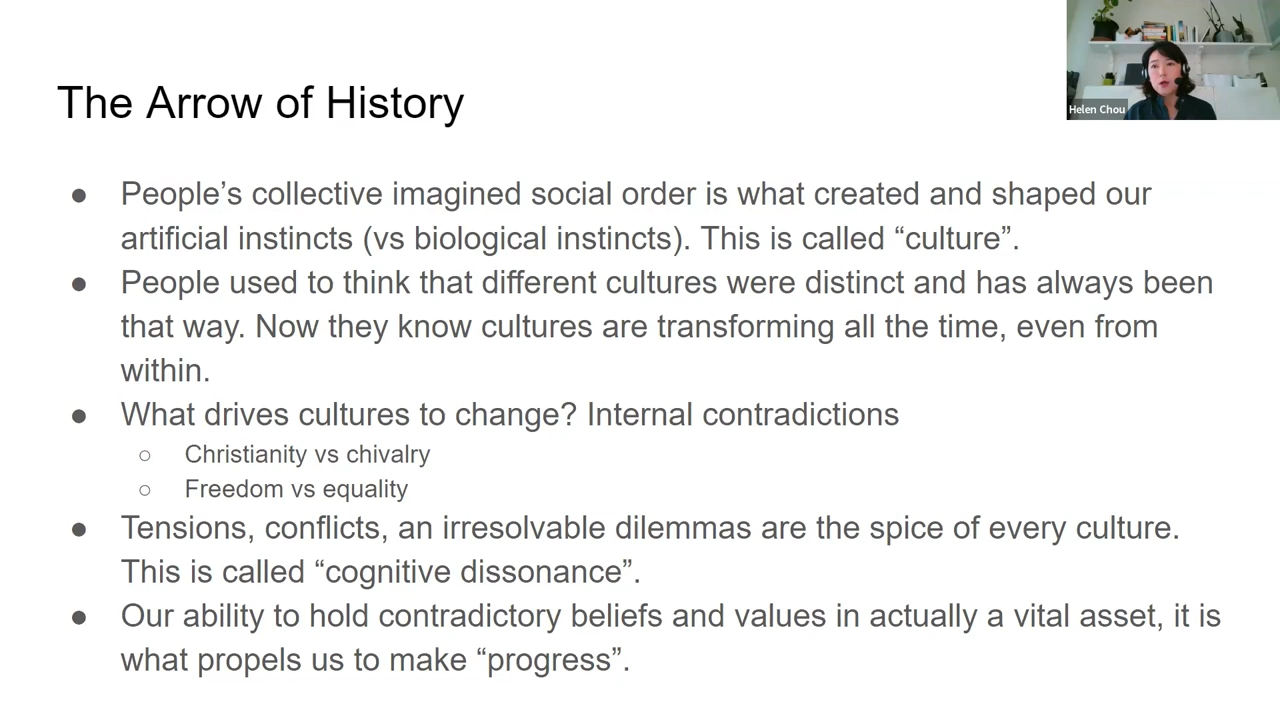 The Arrow of History
Helen Chou
● People’s collective imagined social order is what created and shaped our
artificial instincts (vs biological instincts). This is called “culture”.
● People used to think that different cultures were distinct and has always been
that way. Now they know cultures are transforming all the time, even from
within.
● What drives cultures to change? Internal contradictions
○ Christianity vs chivalry
○ Freedom vs equality
● Tensions, conflicts, an irresolvable dilemmas are the spice of every culture.
This is called “cognitive dissonance”.
● Our ability to hold contradictory beliefs and values in actually a vital asset, it is
what propels us to make “progress”.